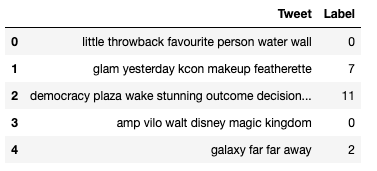 Tweet Label
0 little throwback favourite person water wall 0
1 glam yesterday kcon makeup featherette 7
2 democracy plaza wake stunning outcome decision... 11
3 amp vilo walt disney magic kingdom 0
4 galaxy far far away 2